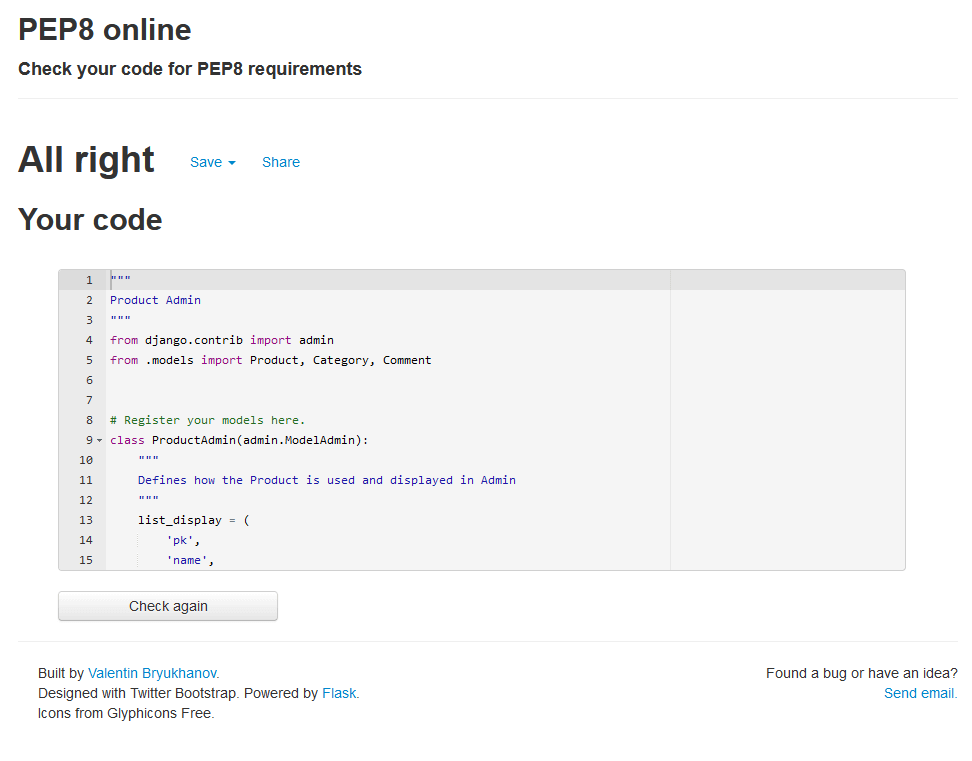 PEP8 online
Check your code for PEP8 requirements
All right Save Share
Your code
1 """
2 Product Admin
3 """
4 from django.contrib import admin
5 from .models import Product, Category, Comment
6
7
8 # Register your models here.
9 class ProductAdmin(admin.ModelAdmin):
10     """
11     Defines how the Product is used and displayed in Admin
12     """
13     list_display = (
14         'pk',
15         'name',
Check again
Built by Valentin Bryukhanov. Found a bug or have an idea?
Designed with Twitter Bootstrap. Powered by Flask. Send email.
Icons from Glyphicons Free.